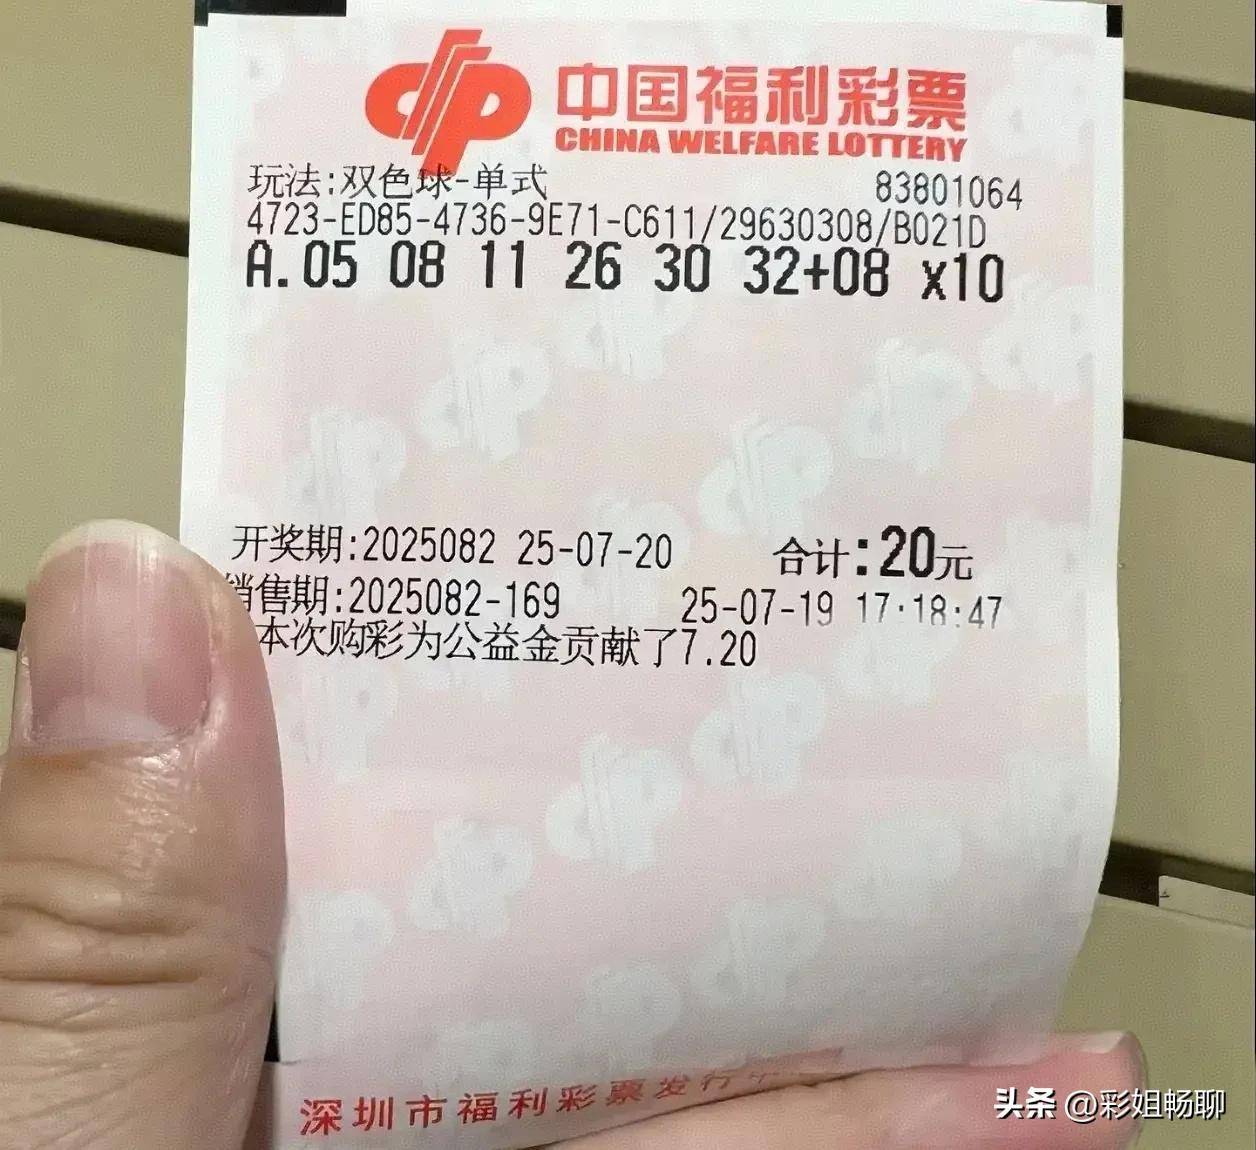 中国福利彩票
CHINA WELFARE LOTTERY
玩法:双色球-单式 83801064
4723-ED85-4736-9E71-C611/29630308/B021D
A.05 08 11 26 30 32+08 x10
开奖期:2025082 25-07-20 合计:20元
销售期:2025082-169 25-07-19 17:18:47
本次购彩为公益金贡献了7.20
深圳市福利彩票发行
头条 @彩姐畅聊